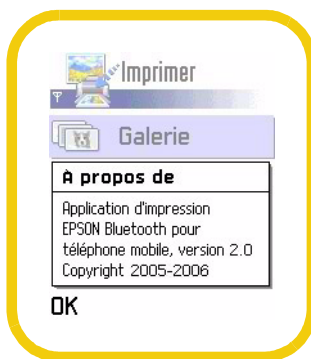 Imprimer
Galerie
À propos de
Application d'impression
EPSON Bluetooth pour
téléphone mobile, version 2.0
Copyright 2005-2006
OK